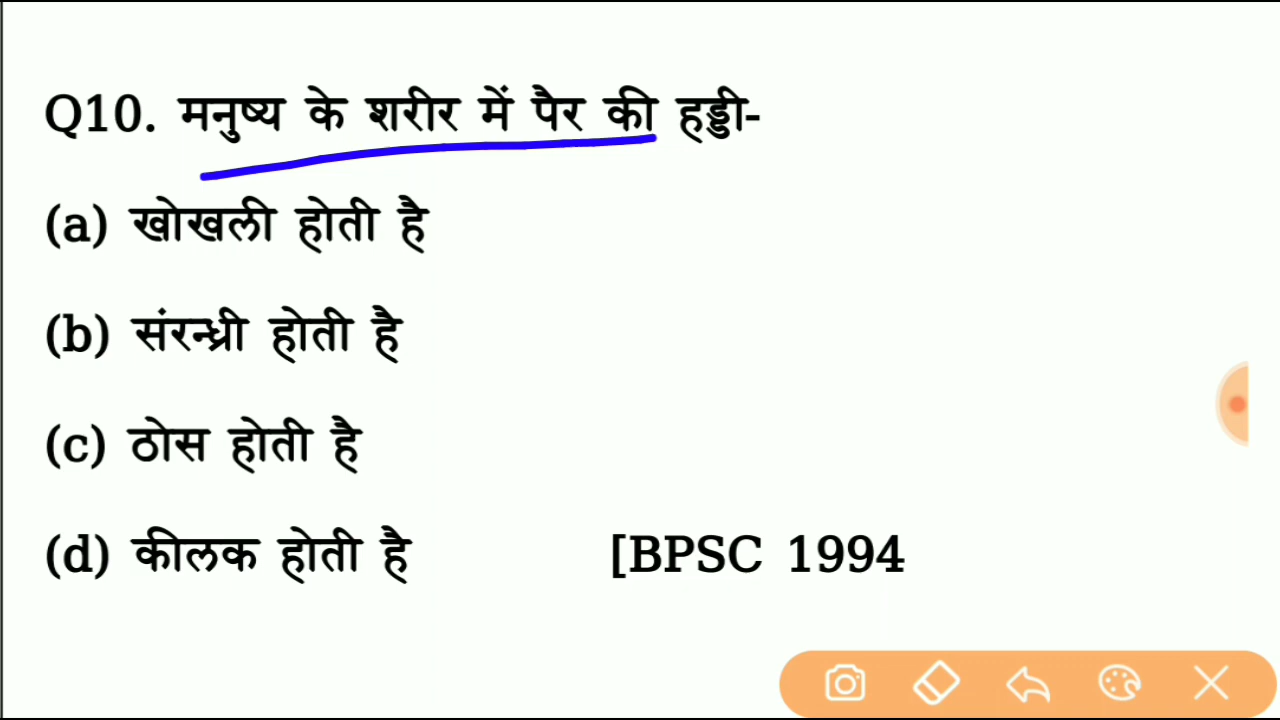 Q10. मनुष्य के शरीर में पैर की हड्डी-
(a) खोखली होती है
(b) संरन्ध्री होती है
(c) ठोस होती है
(d) कीलक होती है [BPSC 1994